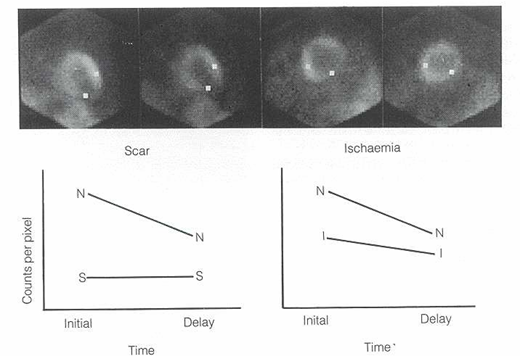 Scar
Ischaemia
Counts per pixel
N
N
S
S
Initial
Delay
Time
N
N
I
I
Inital
Delay
Time